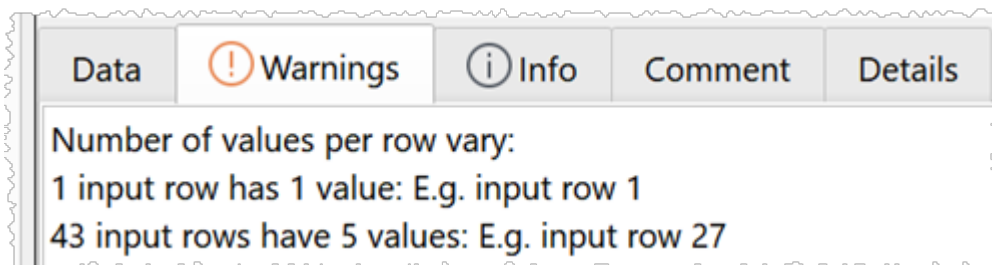 Data Warnings Info Comment Details
Number of values per row vary:
1 input row has 1 value: E.g. input row 1
43 input rows have 5 values: E.g. input row 27